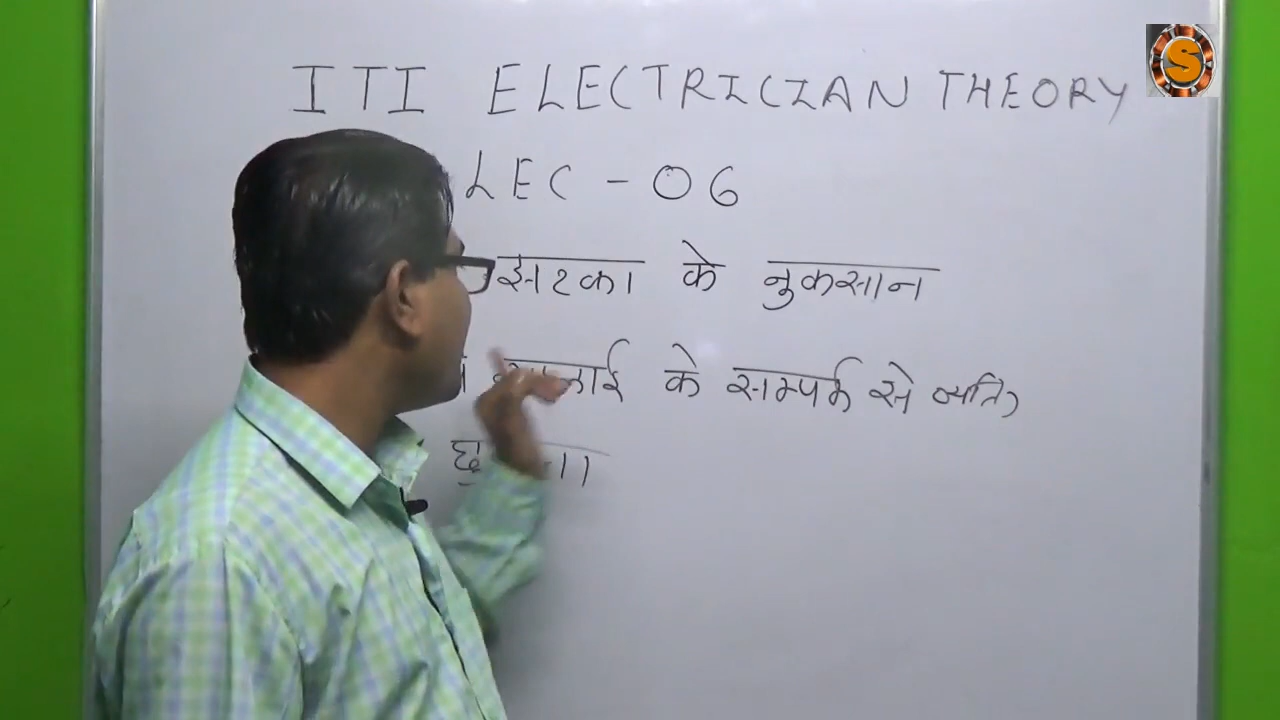 ITI ELECTRICIAN THEORY
LEC - 06
झटका के नुकसान
के सम्पर्क से व्यक्ति
S